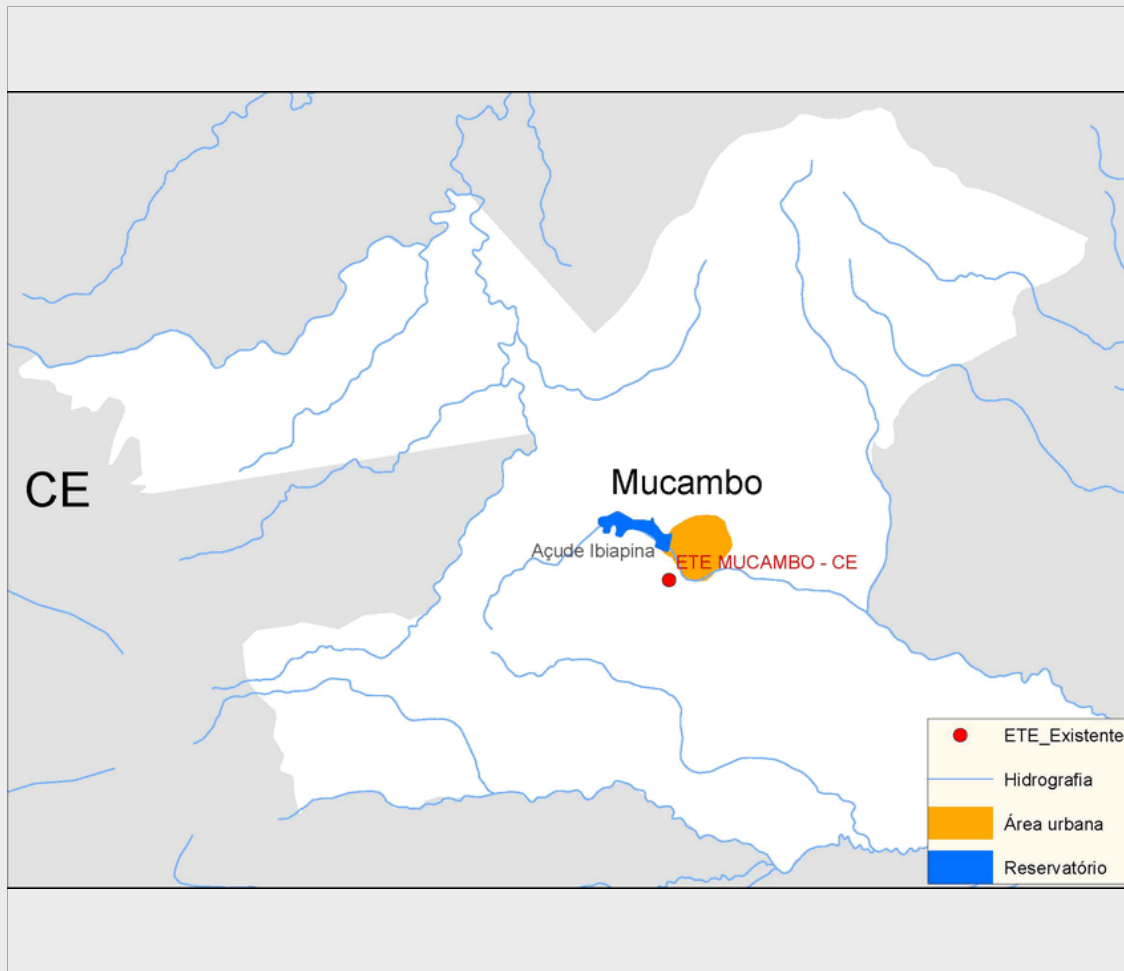 Mucambo
CE
Açude Ibiapina
ETE MUCAMBO - CE
ETE_Existente
Hidrografia
Área urbana
Reservatório